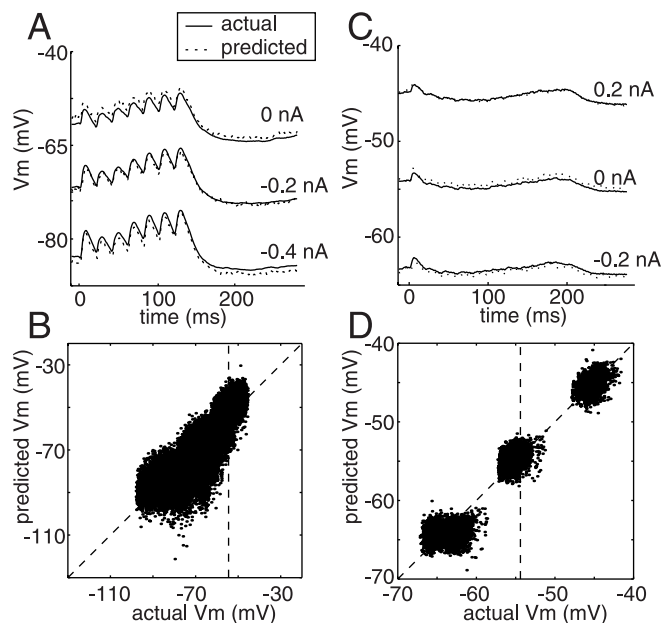 A
actual
predicted
C
-40
-65
-80
Vm (mV)
0 nA
-0.2 nA
-0.4 nA
0 100 200
time (ms)
-40
-50
-60
Vm (mV)
0.2 nA
0 nA
-0.2 nA
0 100 200
time (ms)
B
-30
-70
-110
predicted Vm (mV)
-110 -70 -30
actual Vm (mV)
D
-40
-50
-60
-70
predicted Vm (mV)
-70 -60 -50 -40
actual Vm (mV)